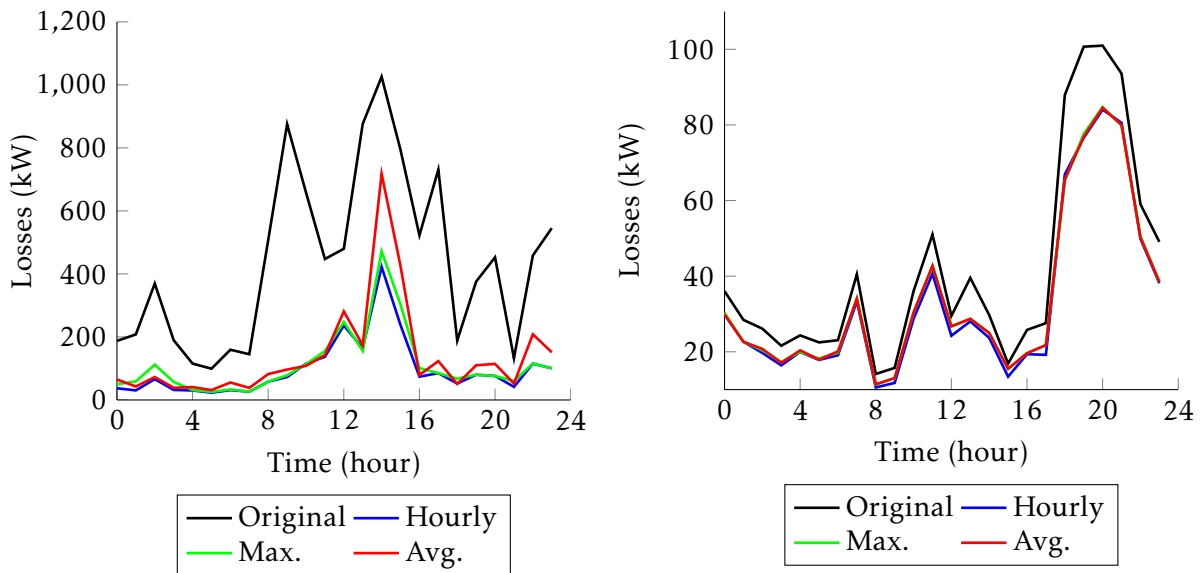 1,200
1,000
800
600
400
200
0
Losses (kW)
0 4 8 12 16 20 24
Time (hour)
Original Hourly
Max. Avg.
100
80
60
40
20
Losses (kW)
0 4 8 12 16 20 24
Time (hour)
Original Hourly
Max. Avg.